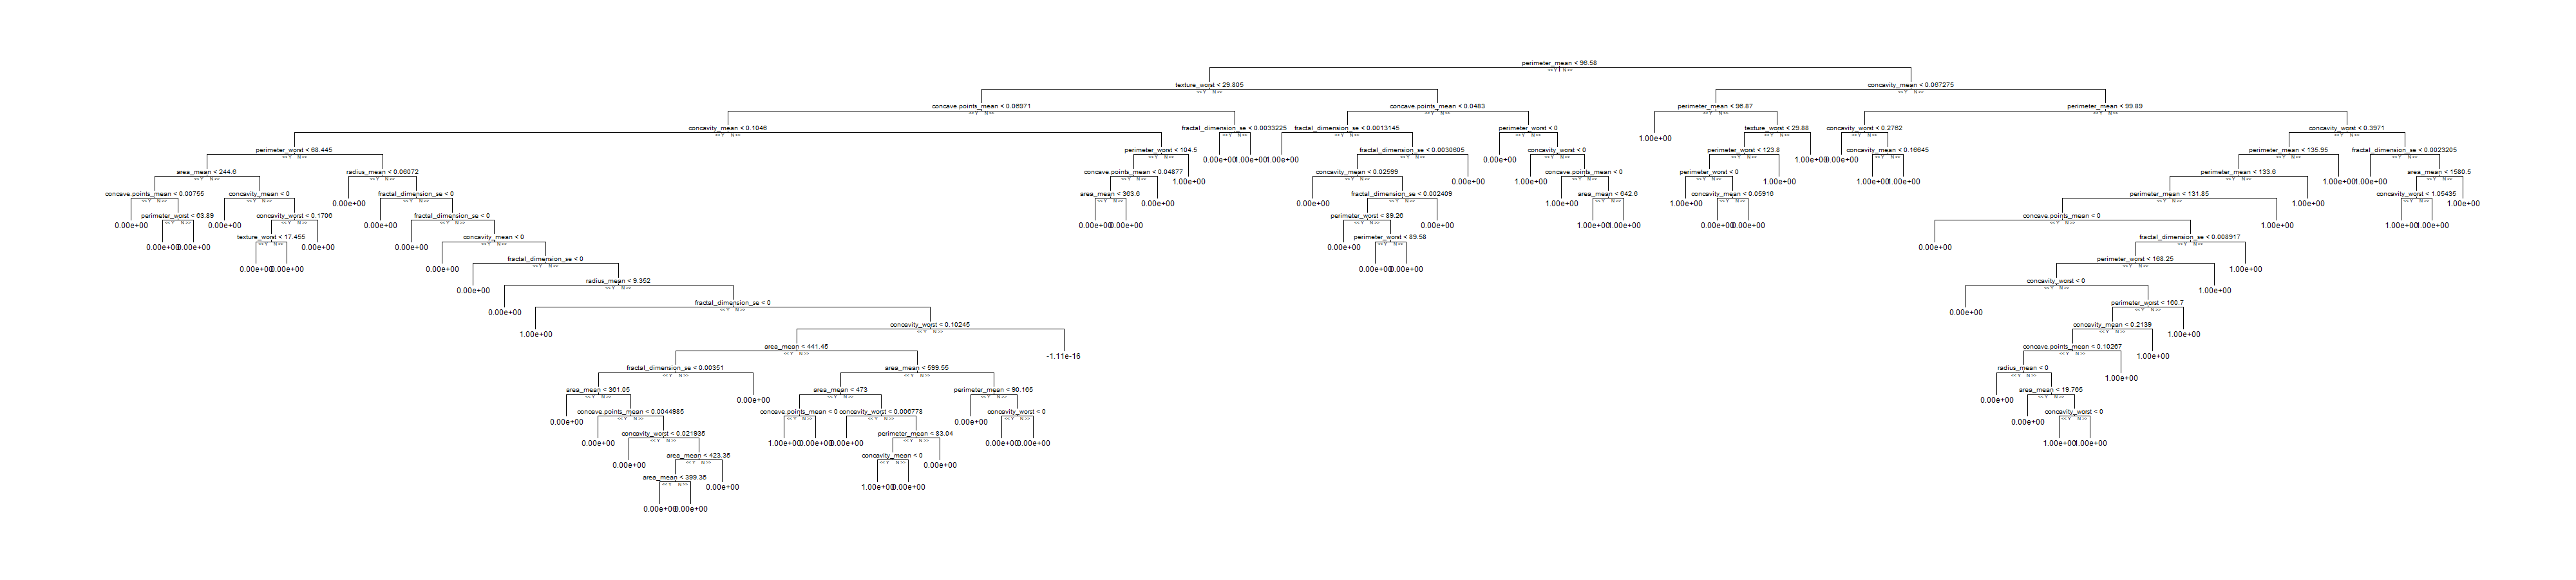 perimeter_mean < 96.58
<< Y N >>
texture_worst < 29.805
<< Y N >>
concavity_mean < 0.067275
<< Y N >>
concave.points_mean < 0.06971
<< Y N >>
concave.points_mean < 0.0483
<< Y N >>
perimeter_mean < 96.87
<< Y N >>
perimeter_mean < 99.89
<< Y N >>
concavity_mean < 0.1046
<< Y N >>
fractal_dimension_se < 0.0033225
<< Y N >>
fractal_dimension_se < 0.0013145
<< Y N >>
perimeter_worst < 0
<< Y N >>
1.00e+00
texture_worst < 29.88
<< Y N >>
concavity_worst < 0.2762
<< Y N >>
concavity_worst < 0.3971
<< Y N >>
perimeter_worst < 68.445
<< Y N >>
perimeter_worst < 104.5
<< Y N >>
0.00e+00
1.00e+00
1.00e+00
fractal_dimension_se < 0.0030605
<< Y N >>
0.00e+00
concavity_worst < 0
<< Y N >>
perimeter_worst < 123.8
<< Y N >>
1.00e+00
0.00e+00
concavity_mean < 0.16645
<< Y N >>
perimeter_mean < 135.95
<< Y N >>
fractal_dimension_se < 0.0023205
<< Y N >>
area_mean < 244.6
<< Y N >>
radius_mean < 0.06072
<< Y N >>
concave.points_mean < 0.04877
<< Y N >>
1.00e+00
concavity_mean < 0.02599
<< Y N >>
0.00e+00
1.00e+00
concave.points_mean < 0
<< Y N >>
perimeter_worst < 0
<< Y N >>
1.00e+00
1.00e+00
1.00e+00
perimeter_mean < 133.6
<< Y N >>
1.00e+00
1.00e+00
area_mean < 1580.5
<< Y N >>
concave.points_mean < 0.00755
<< Y N >>
concavity_mean < 0
<< Y N >>
0.00e+00
fractal_dimension_se < 0
<< Y N >>
area_mean < 363.6
<< Y N >>
0.00e+00
0.00e+00
fractal_dimension_se < 0.002409
<< Y N >>
1.00e+00
area_mean < 642.6
<< Y N >>
1.00e+00
concavity_mean < 0.05916
<< Y N >>
perimeter_mean < 131.85
<< Y N >>
1.00e+00
concavity_worst < 1.05435
<< Y N >>
1.00e+00
0.00e+00
perimeter_worst < 63.89
<< Y N >>
0.00e+00
concavity_worst < 0.1706
<< Y N >>
0.00e+00
fractal_dimension_se < 0
<< Y N >>
0.00e+00
0.00e+00
perimeter_worst < 89.26
<< Y N >>
0.00e+00
1.00e+00
1.00e+00
0.00e+00
0.00e+00
concave.points_mean < 0
<< Y N >>
1.00e+00
1.00e+00
1.00e+00
0.00e+00
0.00e+00
texture_worst < 17.455
<< Y N >>
0.00e+00
concavity_mean < 0
<< Y N >>
0.00e+00
perimeter_worst < 89.58
<< Y N >>
0.00e+00
fractal_dimension_se < 0.008917
<< Y N >>
0.00e+00
0.00e+00
0.00e+00
fractal_dimension_se < 0
<< Y N >>
0.00e+00
0.00e+00
perimeter_worst < 168.25
<< Y N >>
1.00e+00
0.00e+00
radius_mean < 9.352
<< Y N >>
concavity_worst < 0
<< Y N >>
1.00e+00
0.00e+00
fractal_dimension_se < 0
<< Y N >>
0.00e+00
perimeter_worst < 160.7
<< Y N >>
1.00e+00
concavity_worst < 0.10245
<< Y N >>
concavity_mean < 0.2139
<< Y N >>
1.00e+00
area_mean < 441.45
<< Y N >>
-1.11e-16
concave.points_mean < 0.10267
<< Y N >>
1.00e+00
fractal_dimension_se < 0.00351
<< Y N >>
area_mean < 599.55
<< Y N >>
radius_mean < 0
<< Y N >>
1.00e+00
area_mean < 361.05
<< Y N >>
0.00e+00
area_mean < 473
<< Y N >>
perimeter_mean < 90.165
<< Y N >>
0.00e+00
area_mean < 19.765
<< Y N >>
0.00e+00
concave.points_mean < 0.0044985
<< Y N >>
concave.points_mean < 0
<< Y N >>
concavity_worst < 0.006778
<< Y N >>
0.00e+00
concavity_worst < 0
<< Y N >>
0.00e+00
concavity_worst < 0
<< Y N >>
0.00e+00
concavity_worst < 0.021935
<< Y N >>
1.00e+00
0.00e+00
0.00e+00
perimeter_mean < 83.04
<< Y N >>
0.00e+00
0.00e+00
1.00e+00
1.00e+00
0.00e+00
area_mean < 423.35
<< Y N >>
concavity_mean < 0
<< Y N >>
0.00e+00
area_mean < 399.35
<< Y N >>
0.00e+00
1.00e+00
0.00e+00
0.00e+00
0.00e+00